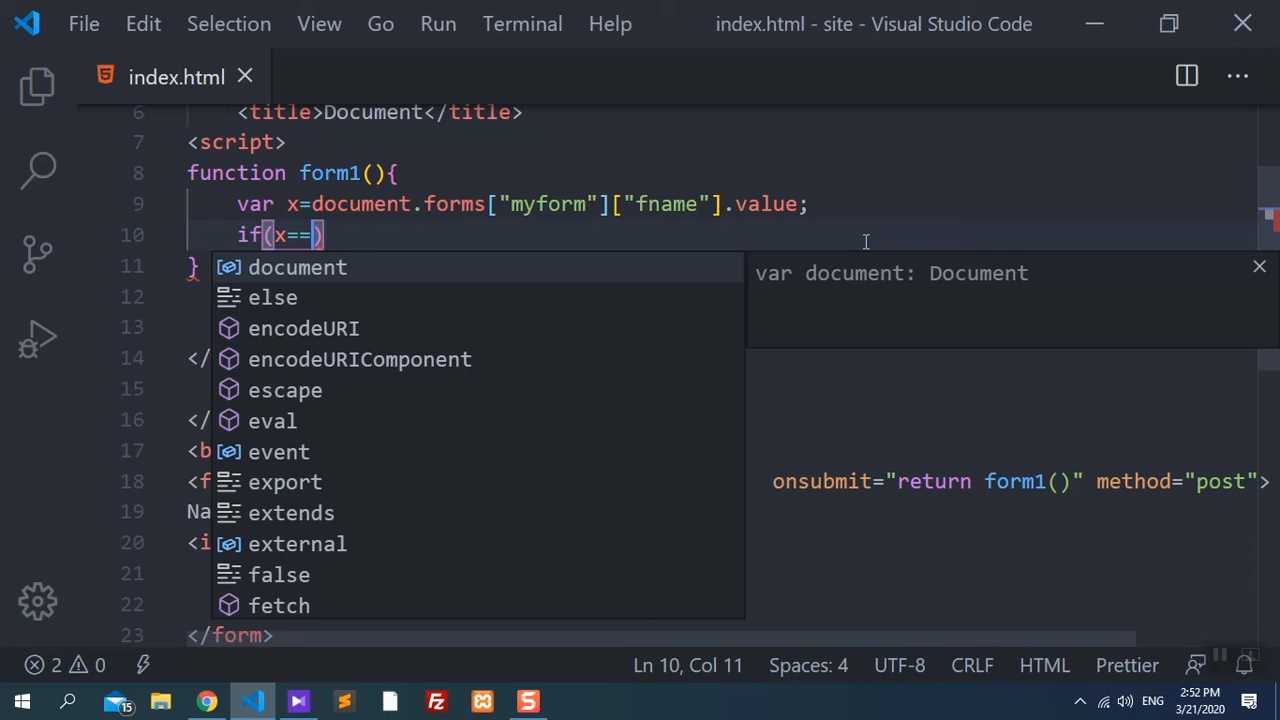 File Edit Selection View Go Run Terminal Help index.html - site - Visual Studio Code
index.html
6 <title>Document</title>
7 <script>
8 function form1(){
9 var x=document.forms["myform"]["fname"].value;
10 if(x==)
11 } document var document: Document
12 else
13 encodeURI
14 </ encodeURIComponent
15 escape
16 </ eval
17 <b event
18 <f export onsubmit="return form1()" method="post">
19 Na extends
20 <i external
21 false
22 fetch
23 </form>
2 0 Ln 10, Col 11 Spaces: 4 UTF-8 CRLF HTML Prettier
15 Fz S ENG 2:52 PM
3/21/2020